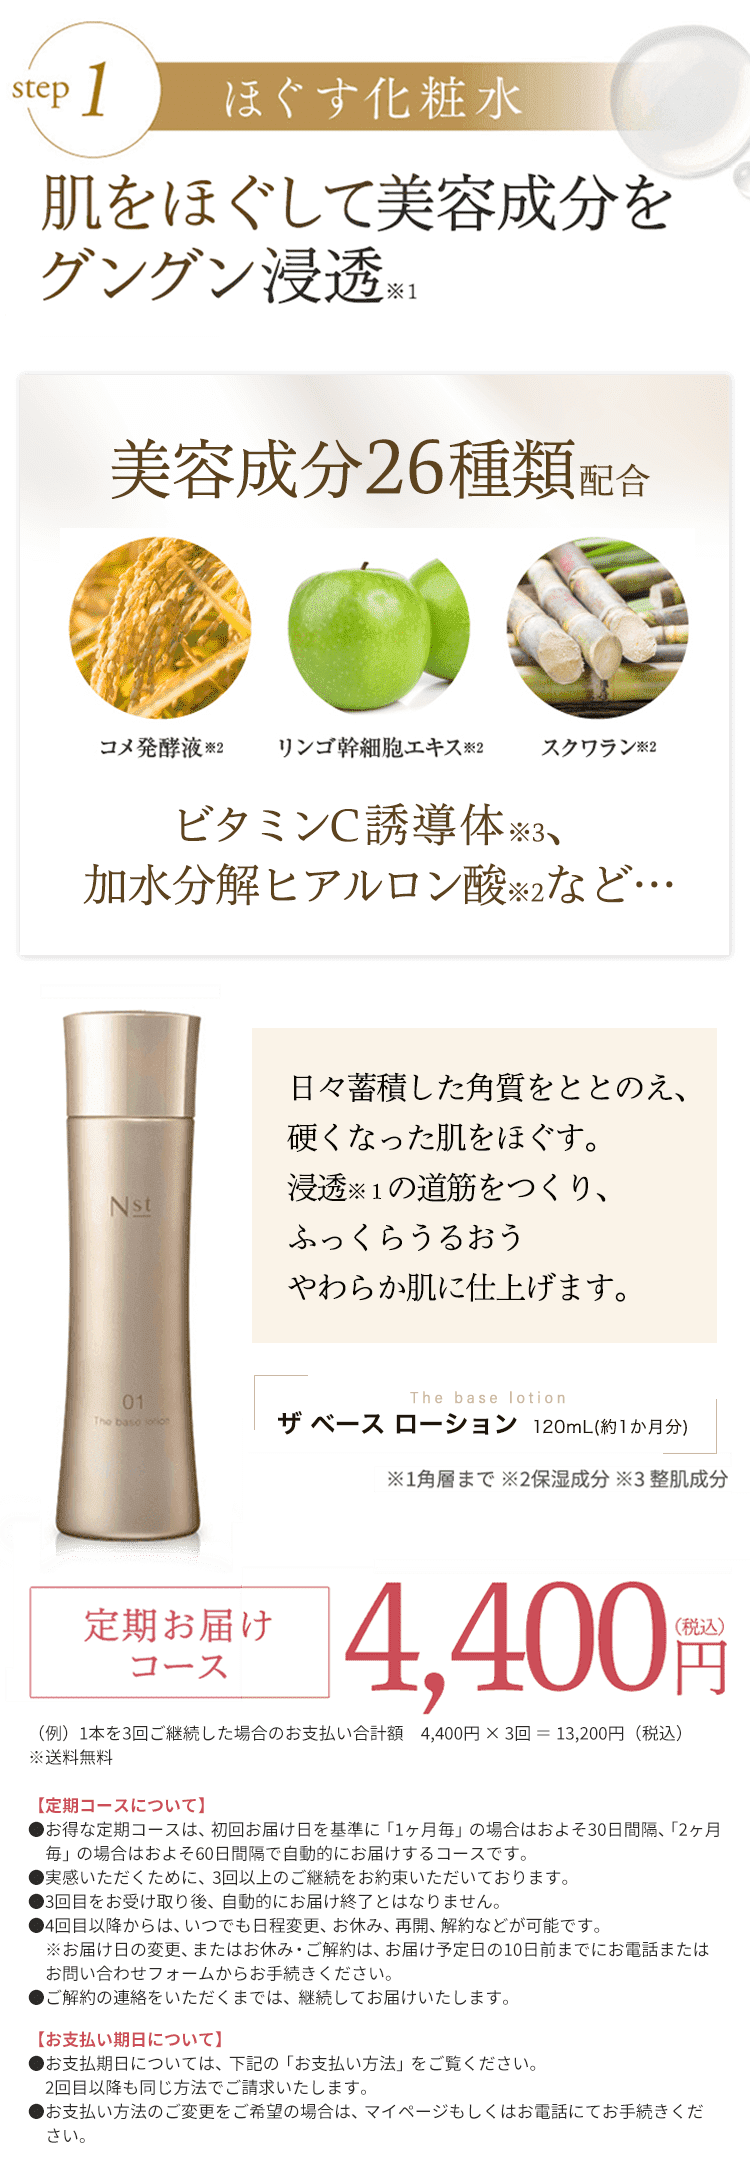 step 1
ほぐす化粧水
肌をほぐして美容成分を
グングン浸透※1
美容成分26種類配合
コメ発酵液※2
リンゴ幹細胞エキス※2
スクワラン※2
ビタミンC誘導体※3、
加水分解ヒアルロン酸※2など…
Nst
01
The base lotion
日々蓄積した角質をととのえ、
硬くなった肌をほぐす。
浸透※1の道筋をつくり、
ふっくらうるおう
やわらか肌に仕上げます。
The base lotion
ザ ベース ローション 120mL(約1か月分)
※1角層まで ※2保湿成分 ※3 整肌成分
定期お届け
コース
4,400円(税込)
（例）1本を3回ご継続した場合のお支払い合計額　4,400円 × 3回 ＝ 13,200円（税込）
※送料無料
【定期コースについて】
●お得な定期コースは、初回お届け日を基準に「1ヶ月毎」の場合はおよそ30日間隔、「2ヶ月
毎」の場合はおよそ60日間隔で自動的にお届けするコースです。
●実感いただくために、3回以上のご継続をお約束いただいております。
●3回目をお受け取り後、自動的にお届け終了とはなりません。
●4回目以降からは、いつでも日程変更、お休み、再開、解約などが可能です。
※お届け日の変更、またはお休み・ご解約は、お届け予定日の10日前までにお電話または
お問い合わせフォームからお手続きください。
●ご解約の連絡をいただくまでは、継続してお届けいたします。
【お支払い期日について】
●お支払期日については、下記の「お支払い方法」をご覧ください。
2回目以降も同じ方法でご請求いたします。
●お支払い方法のご変更をご希望の場合は、マイページもしくはお電話にてお手続きくだ
さい。